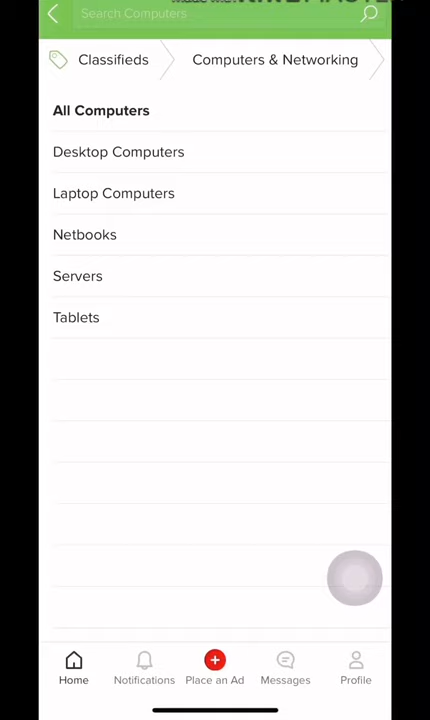 Search Computers
Classifieds
Computers & Networking
All Computers
Desktop Computers
Laptop Computers
Netbooks
Servers
Tablets
Home
Notifications
Place an Ad
Messages
Profile